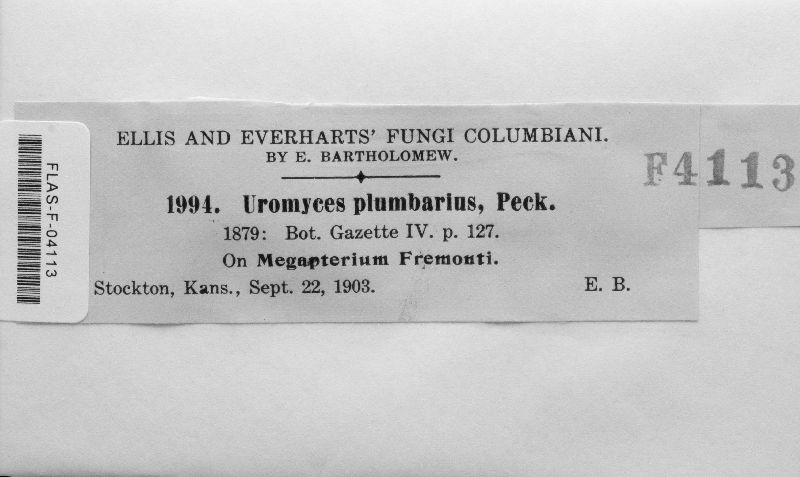 ELLIS AND EVERHARTS' FUNGI COLUMBIANI.
BY E. BARTHOLOMEW.
1994. Uromyces plumbarius, Peck.
1879: Bot. Gazette IV. p. 127.
On Megapterium Fremonti.
Stockton, Kans., Sept. 22, 1903. E. B.
F4113
FLAS-F-04113